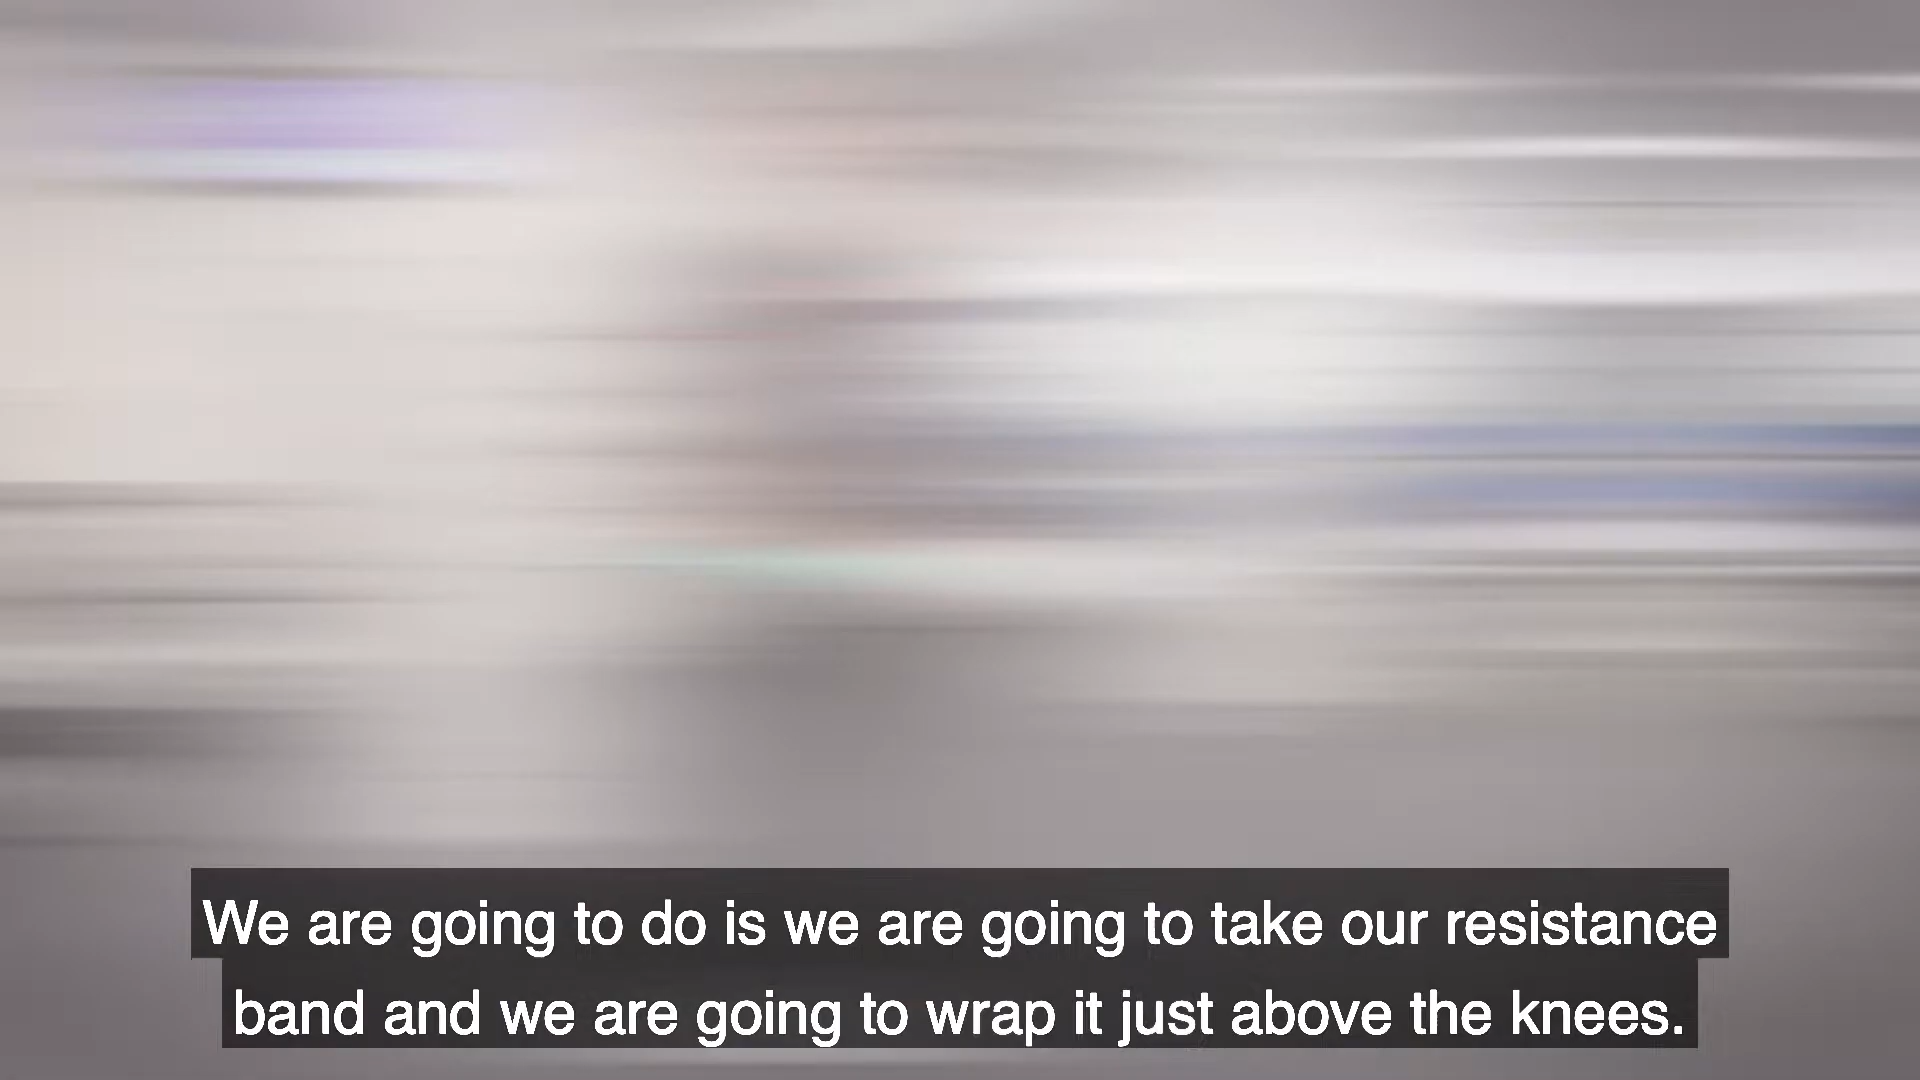 We are going to do is we are going to take our resistance
band and we are going to wrap it just above the knees.